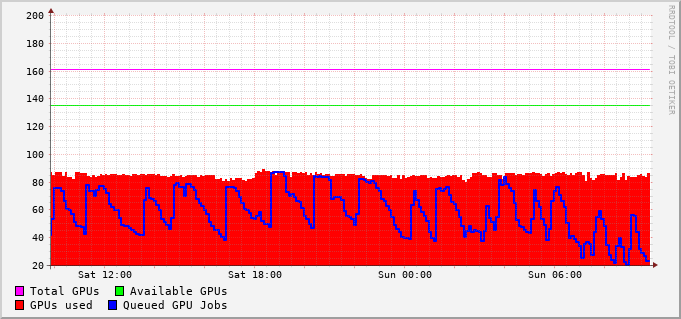 200
180
160
140
120
100
80
60
40
20
Sat 12:00 Sat 18:00 Sun 00:00 Sun 06:00
Total GPUs Available GPUs
GPUs used Queued GPU Jobs
RRDTOOL / TOBI OETIKER